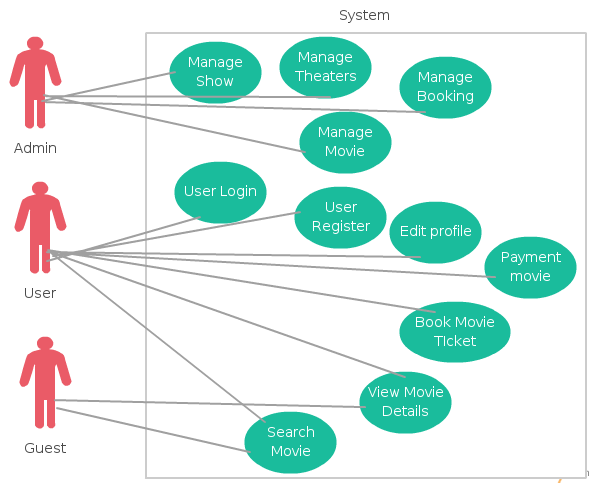 System
Manage
Show
Manage
Theaters
Manage
Booking
Manage
Movie
Admin
User Login
User
Register
Edit profile
Payment
movie
User
Book Movie
TIcket
View Movie
Details
Search
Movie
Guest